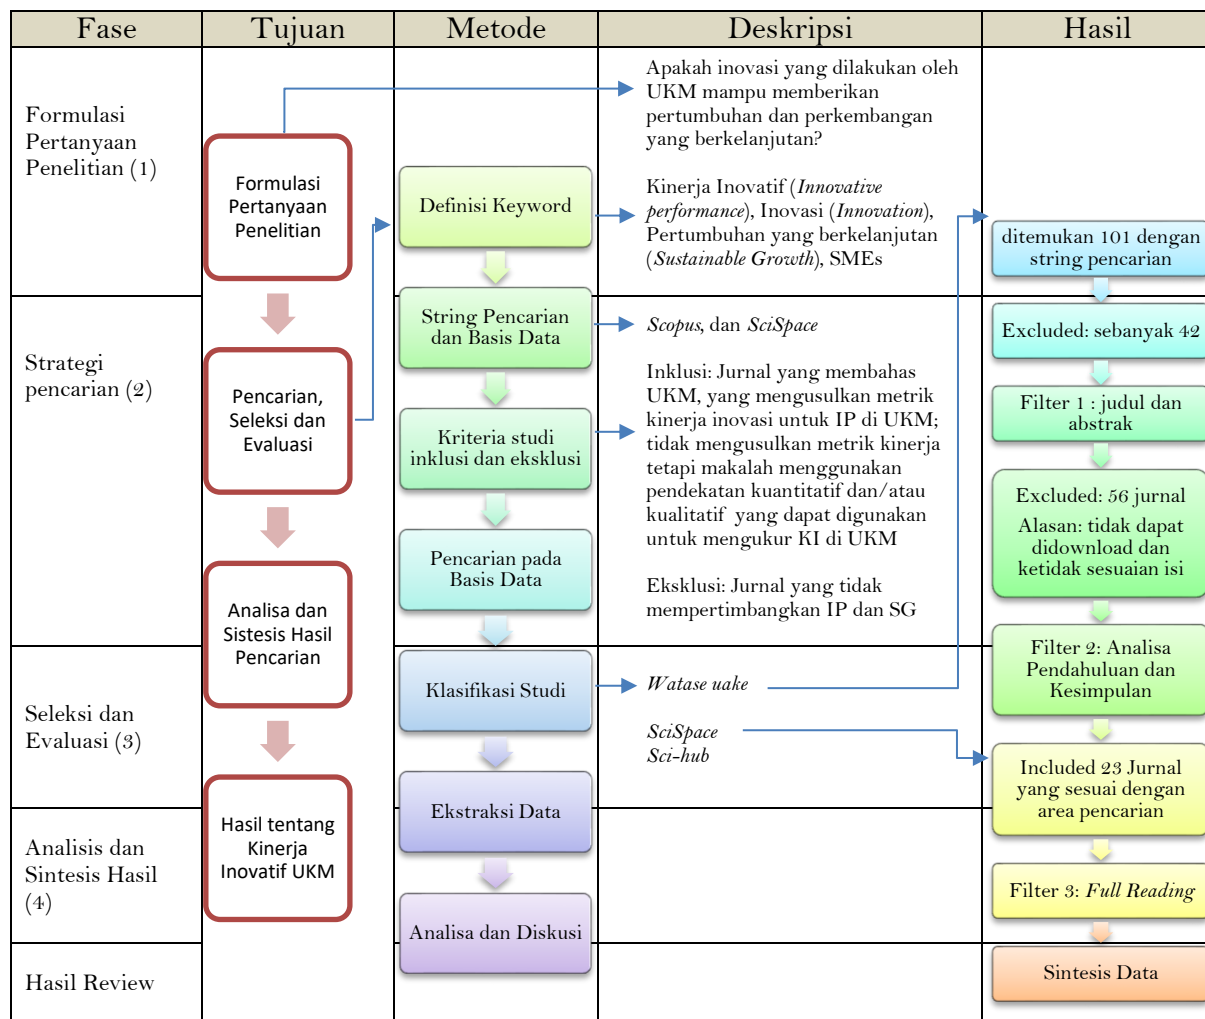 Fase
Tujuan
Metode
Deskripsi
Hasil
Formulasi
Pertanyaan
Penelitian (1)
Strategi
pencarian (2)
Seleksi dan
Evaluasi (3)
Analisis dan
Sintesis Hasil
(4)
Hasil Review
Formulasi
Pertanyaan
Penelitian
Pencarian,
Seleksi dan
Evaluasi
Analisa dan
Sistesis Hasil
Pencarian
Hasil tentang
Kinerja
Inovatif UKM
Definisi Keyword
String Pencarian
dan Basis Data
Kriteria studi
inklusi dan eksklusi
Pencarian pada
Basis Data
Klasifikasi Studi
Ekstraksi Data
Analisa dan Diskusi
Apakah inovasi yang dilakukan oleh
UKM mampu memberikan
pertumbuhan dan perkembangan
yang berkelanjutan?
Kinerja Inovatif (Innovative
performance), Inovasi (Innovation),
Pertumbuhan yang berkelanjutan
(Sustainable Growth), SMEs
Scopus, dan SciSpace
Inklusi: Jurnal yang membahas
UKM, yang mengusulkan metrik
kinerja inovasi untuk IP di UKM;
tidak mengusulkan metrik kinerja
tetapi makalah menggunakan
pendekatan kuantitatif dan/atau
kualitatif yang dapat digunakan
untuk mengukur KI di UKM
Eksklusi: Jurnal yang tidak
mempertimbangkan IP dan SG
Watase uake
SciSpace
Sci-hub
ditemukan 101 dengan
string pencarian
Excluded: sebanyak 42
Filter 1 : judul dan
abstrak
Excluded: 56 jurnal
Alasan: tidak dapat
didownload dan
ketidak sesuaian isi
Filter 2: Analisa
Pendahuluan dan
Kesimpulan
Included 23 Jurnal
yang sesuai dengan
area pencarian
Filter 3: Full Reading
Sintesis Data